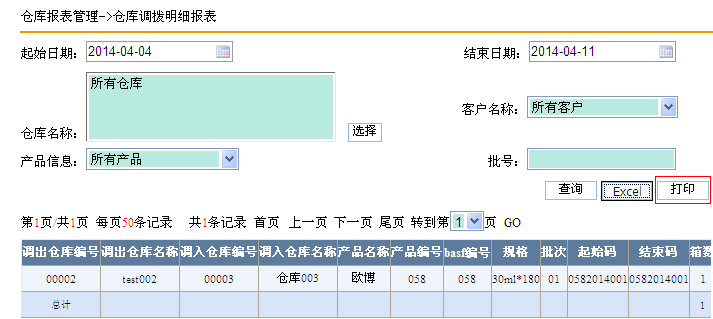 仓库报表管理->仓库调拨明细报表
起始日期: 2014-04-04 结束日期: 2014-04-11
仓库名称: 所有仓库 选择 客户名称: 所有客户
产品信息: 所有产品 批号:
查询 Excel 打印
第1页/共1页 每页50条记录 共1条记录 首页 上一页 下一页 尾页 转到第 1 页 GO
调出仓库编号 调出仓库名称 调入仓库编号 调入仓库名称 产品名称 产品编号 basf编号 规格 批次 起始码 结束码 箱数
00002 test002 00003 仓库003 欧博 058 058 30ml*180 01 0582014001 0582014001 1
总计 1